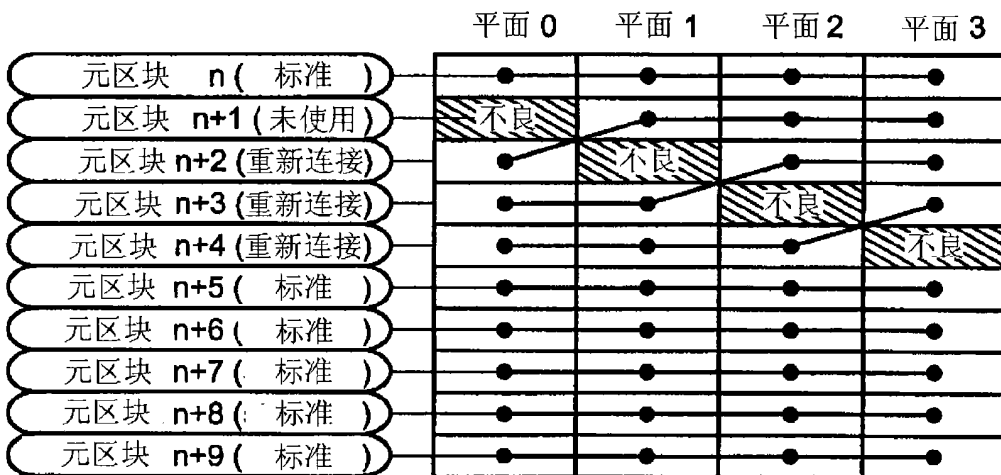 平面 0 平面 1 平面 2 平面 3
元区块 n ( 标准 )
元区块 n+1 (未使用) 不良
元区块 n+2 (重新连接) 不良
元区块 n+3 (重新连接) 不良
元区块 n+4 (重新连接) 不良
元区块 n+5 ( 标准 )
元区块 n+6 ( 标准 )
元区块 n+7 ( 标准 )
元区块 n+8 ( 标准 )
元区块 n+9 ( 标准 )